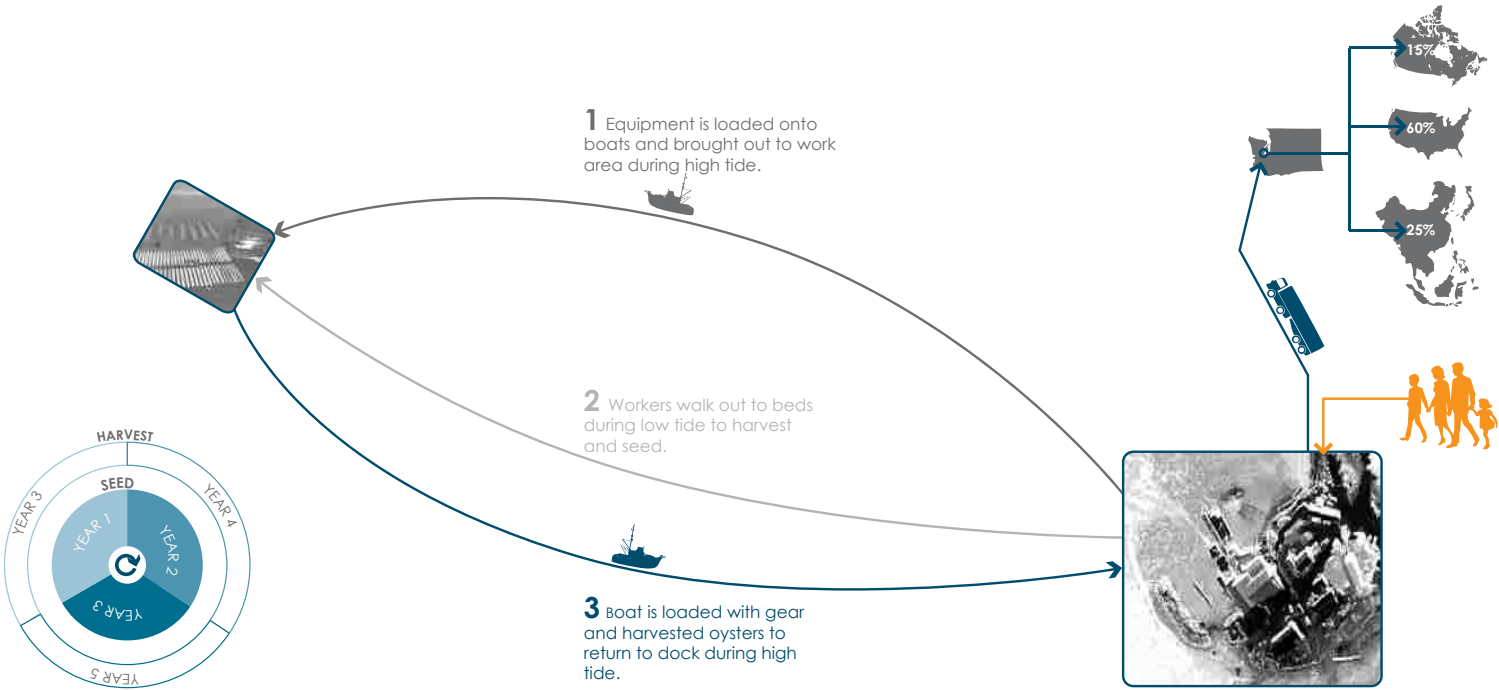 1 Equipment is loaded onto
boats and brought out to work
area during high tide.
15%
60%
25%
2 Workers walk out to beds
during low tide to harvest
and seed.
3 Boat is loaded with gear
and harvested oysters to
return to dock during high
tide.
HARVEST
SEED
YEAR 3
YEAR 4
YEAR 5
YEAR 1
YEAR 2
YEAR 3